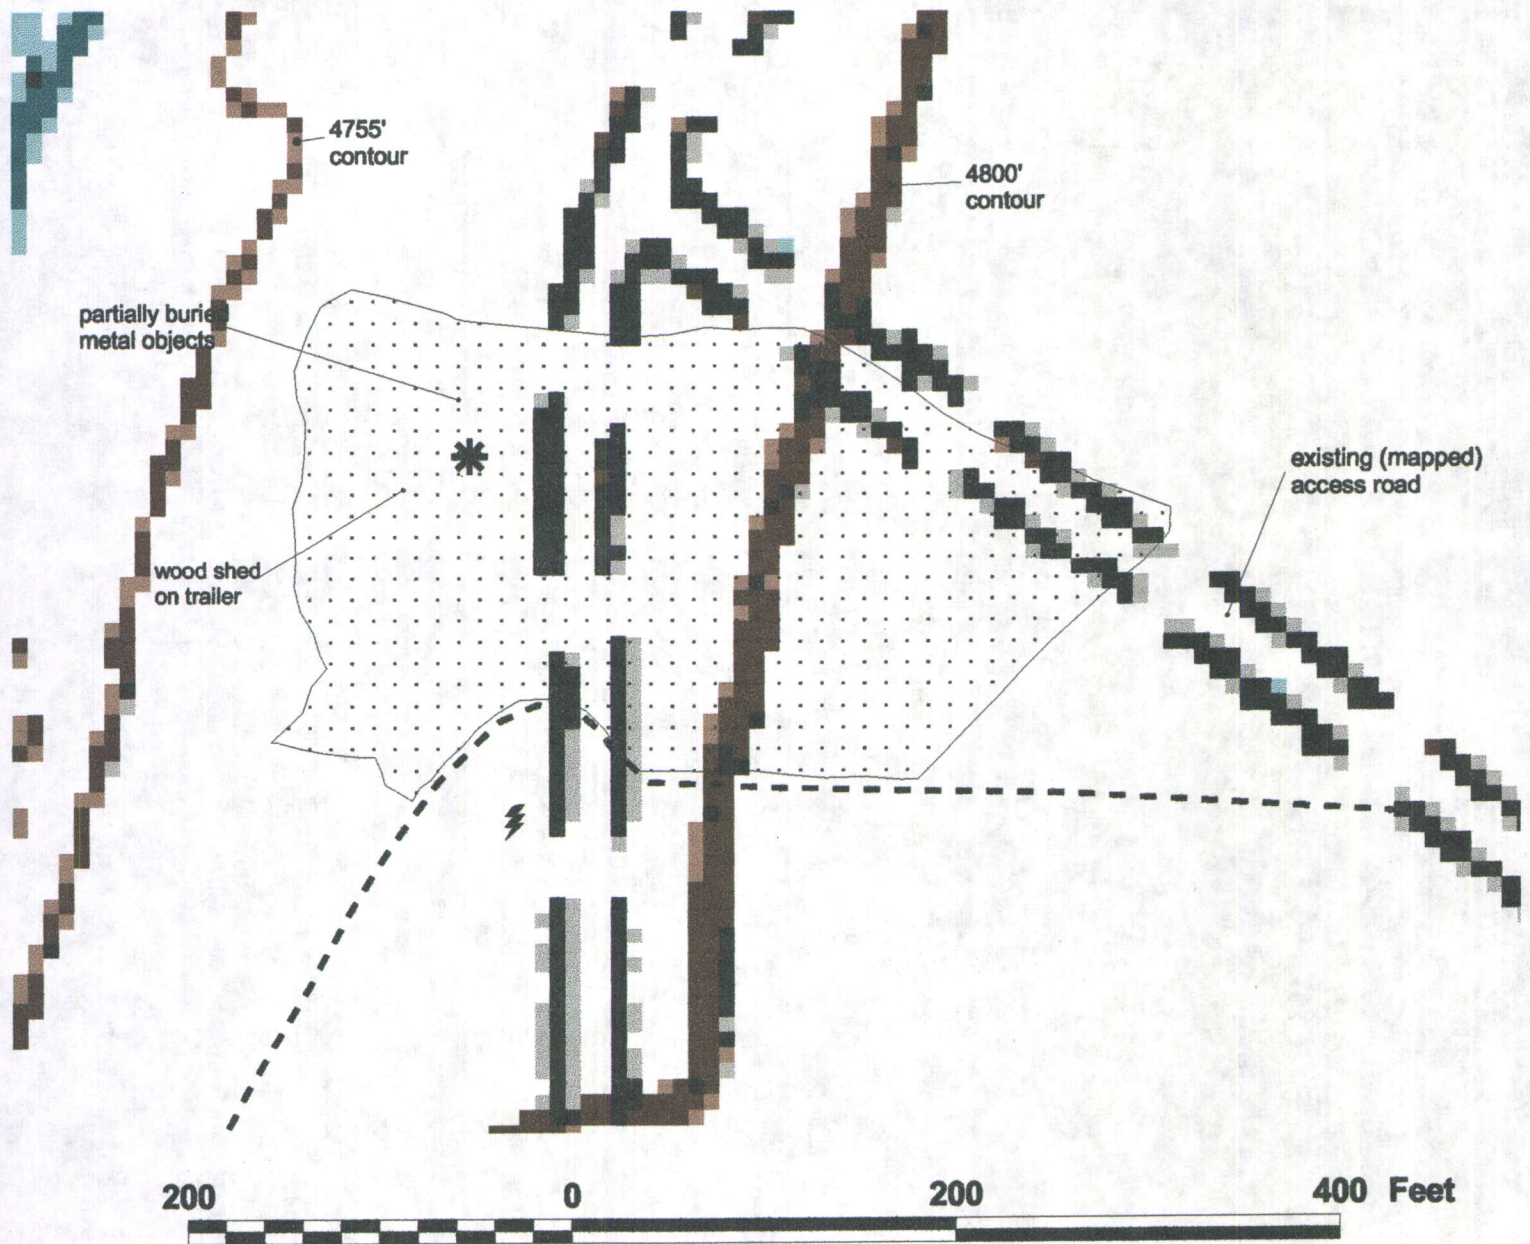 4755'
contour
4800'
contour
partially buried
metal objects
existing (mapped)
access road
wood shed
on trailer
200 0 200 400 Feet